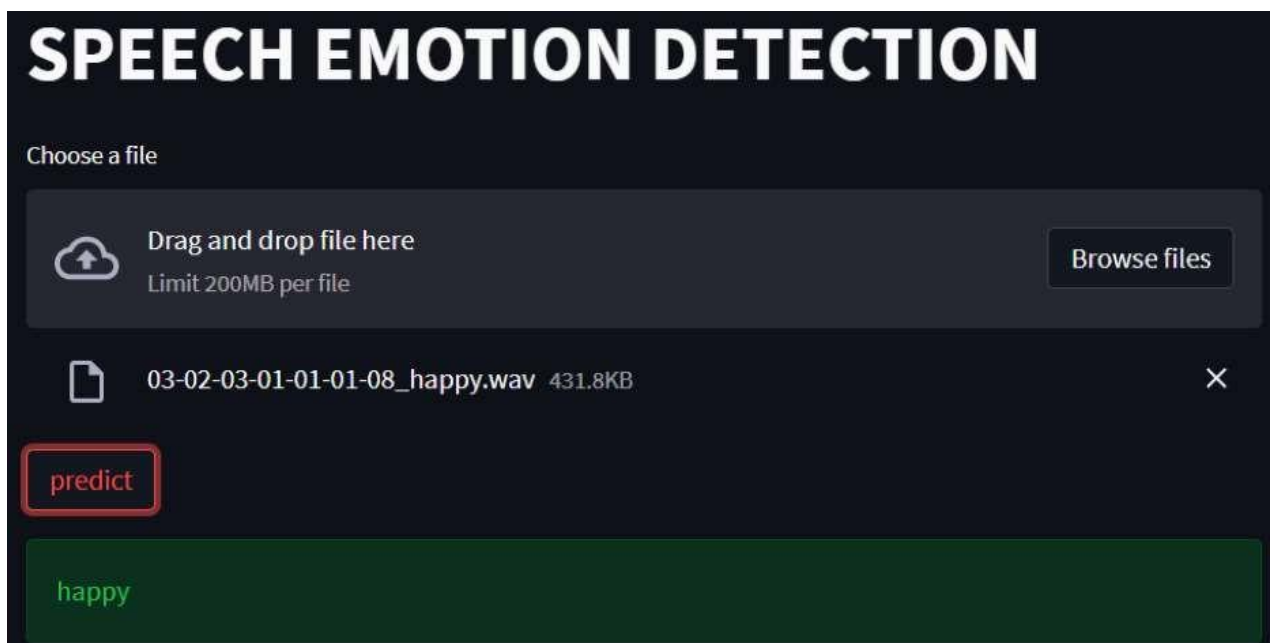 SPEECH EMOTION DETECTION
Choose a file
Drag and drop file here
Limit 200MB per file
Browse files
03-02-03-01-01-01-08_happy.wav 431.8KB
predict
happy